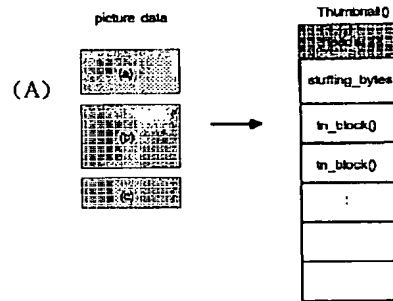 picture data
Thumbnail()
(A)
(a)
stuffing_bytes
(b)
tn_block()
tn_block()
(c)
: